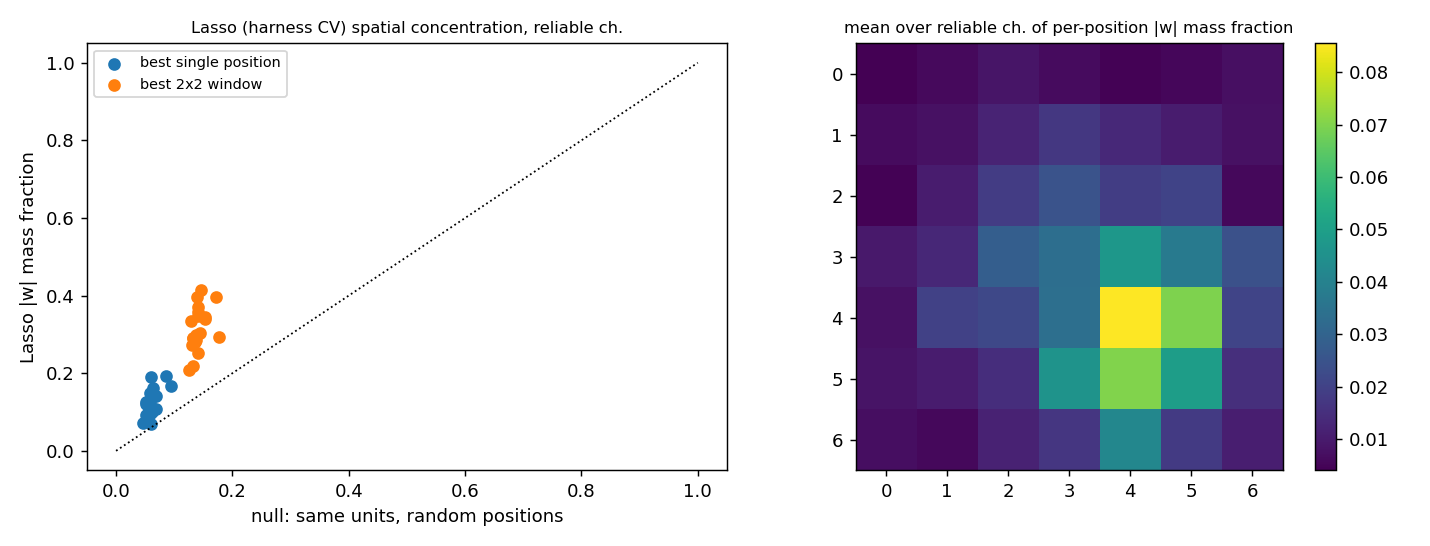 Lasso (harness CV) spatial concentration, reliable ch.
best single position
best 2x2 window
1.0
0.8
0.6
0.4
0.2
0.0
Lasso |w| mass fraction
0.0 0.2 0.4 0.6 0.8 1.0
null: same units, random positions
mean over reliable ch. of per-position |w| mass fraction
0
1
2
3
4
5
6
0 1 2 3 4 5 6
0.08
0.07
0.06
0.05
0.04
0.03
0.02
0.01